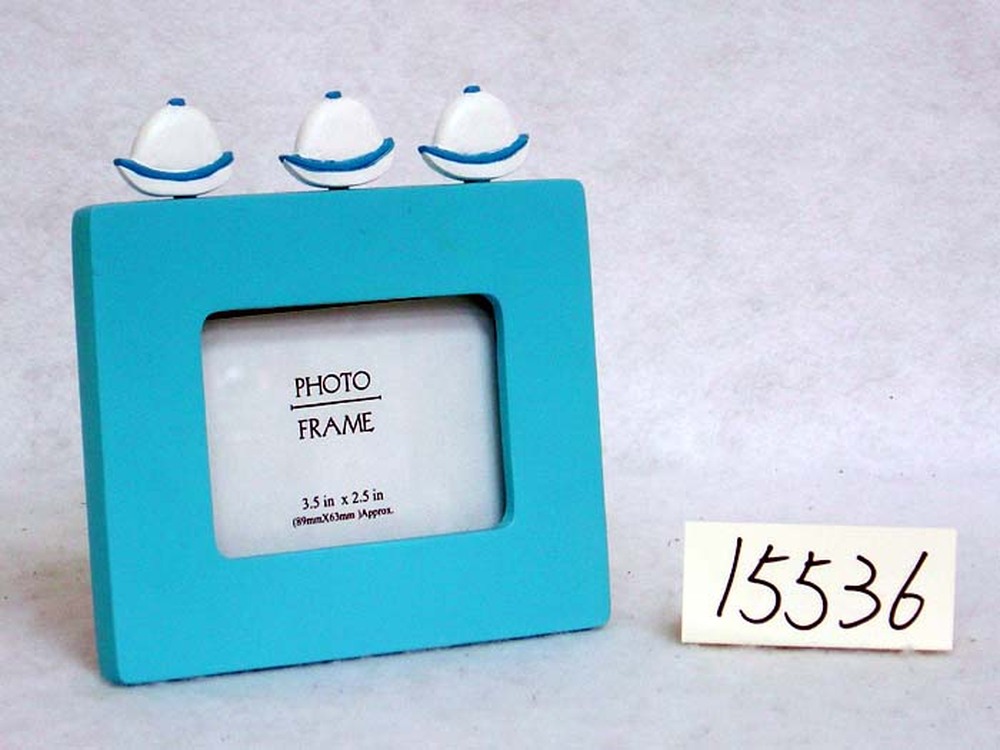 PHOTO
FRAME
3.5 in x 2.5 in
(89mmX63mm )Approx.
15536